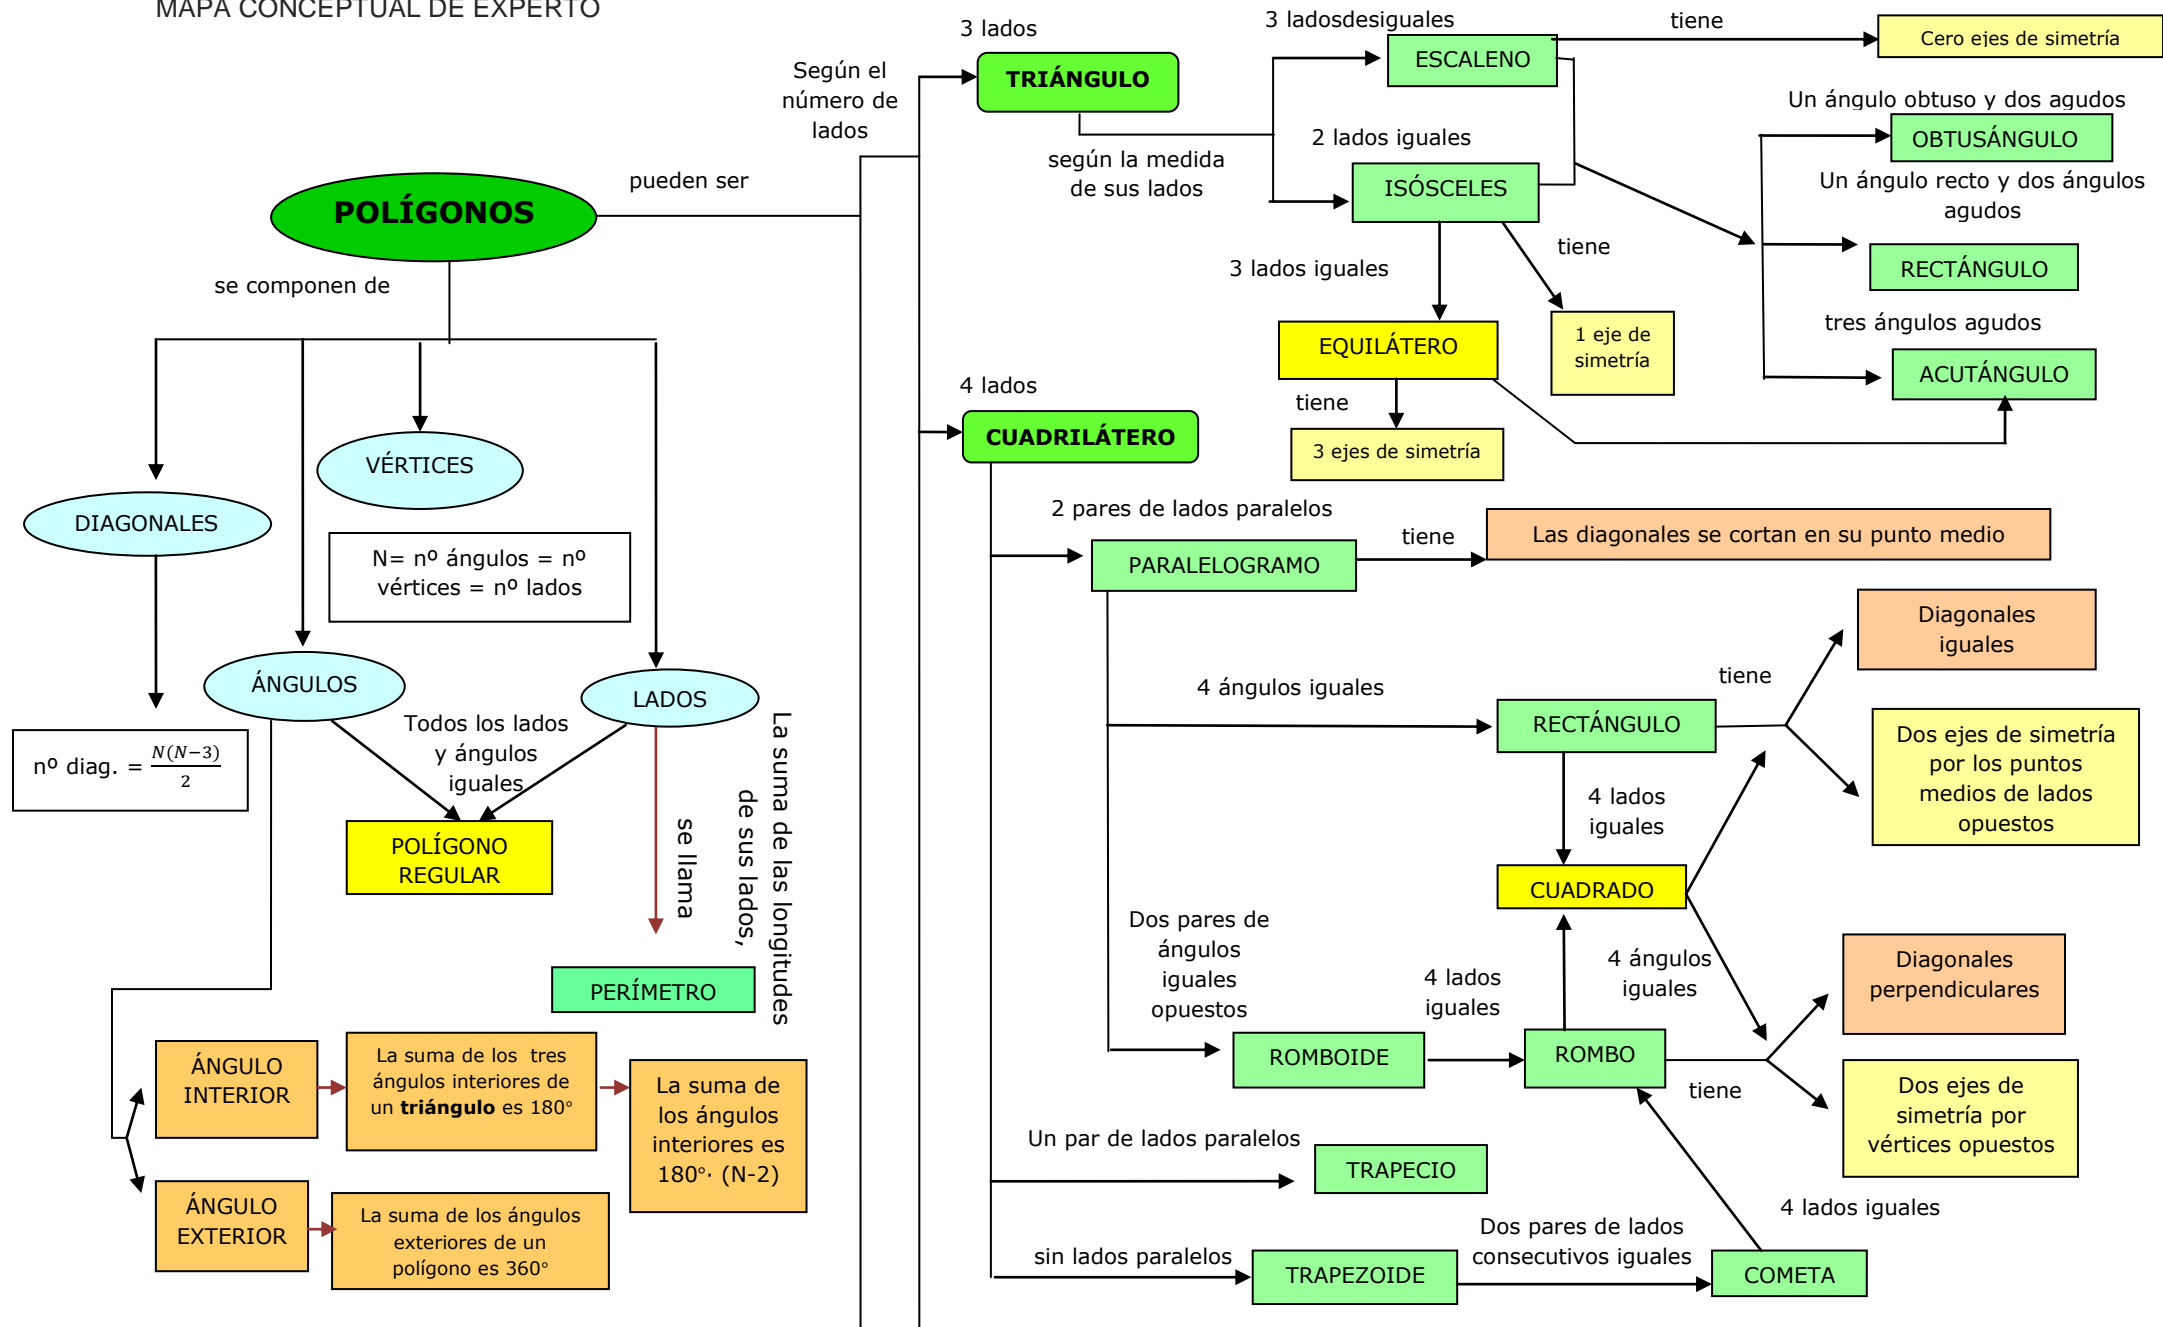 MAPA CONCEPTUAL DE EXPERTO
POLÍGONOS
pueden ser
se componen de
Según el
número de
lados
DIAGONALES
VÉRTICES
N= nº ángulos = nº
vértices = nº lados
ÁNGULOS
LADOS
nº diag. = N(N−3)/2
Todos los lados
y ángulos
iguales
POLÍGONO
REGULAR
se llama
La suma de las longitudes
de sus lados,
PERÍMETRO
ÁNGULO
INTERIOR
La suma de los tres
ángulos interiores de
un triángulo es 180°
La suma de
los ángulos
interiores es
180°· (N-2)
ÁNGULO
EXTERIOR
La suma de los ángulos
exteriores de un
polígono es 360°
3 lados
TRIÁNGULO
según la medida
de sus lados
3 ladosdesiguales
ESCALENO
tiene
Cero ejes de simetría
2 lados iguales
ISÓSCELES
tiene
1 eje de
simetría
3 lados iguales
EQUILÁTERO
tiene
3 ejes de simetría
Un ángulo obtuso y dos agudos
OBTUSÁNGULO
Un ángulo recto y dos ángulos
agudos
RECTÁNGULO
tres ángulos agudos
ACUTÁNGULO
4 lados
CUADRILÁTERO
2 pares de lados paralelos
PARALELOGRAMO
tiene
Las diagonales se cortan en su punto medio
4 ángulos iguales
RECTÁNGULO
tiene
Diagonales
iguales
Dos ejes de simetría
por los puntos
medios de lados
opuestos
4 lados
iguales
CUADRADO
4 ángulos
iguales
Dos pares de
ángulos
iguales
opuestos
ROMBOIDE
4 lados
iguales
ROMBO
tiene
Diagonales
perpendiculares
Dos ejes de
simetría por
vértices opuestos
Un par de lados paralelos
TRAPECIO
sin lados paralelos
TRAPEZOIDE
Dos pares de lados
consecutivos iguales
COMETA
4 lados iguales